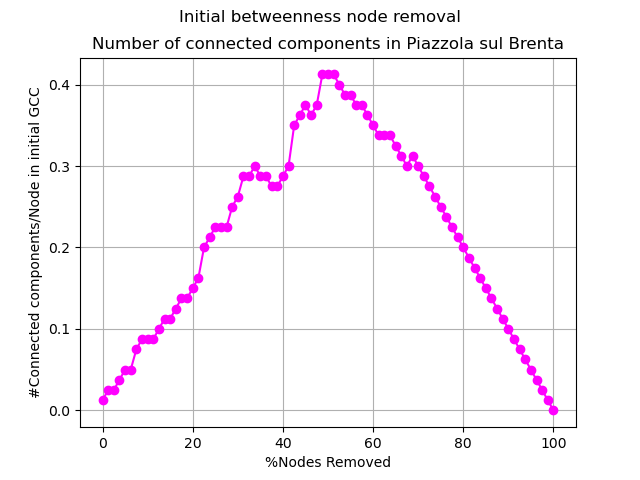 Initial betweenness node removal
Number of connected components in Piazzola sul Brenta
#Connected components/Node in initial GCC
0.4
0.3
0.2
0.1
0.0
0 20 40 60 80 100
%Nodes Removed